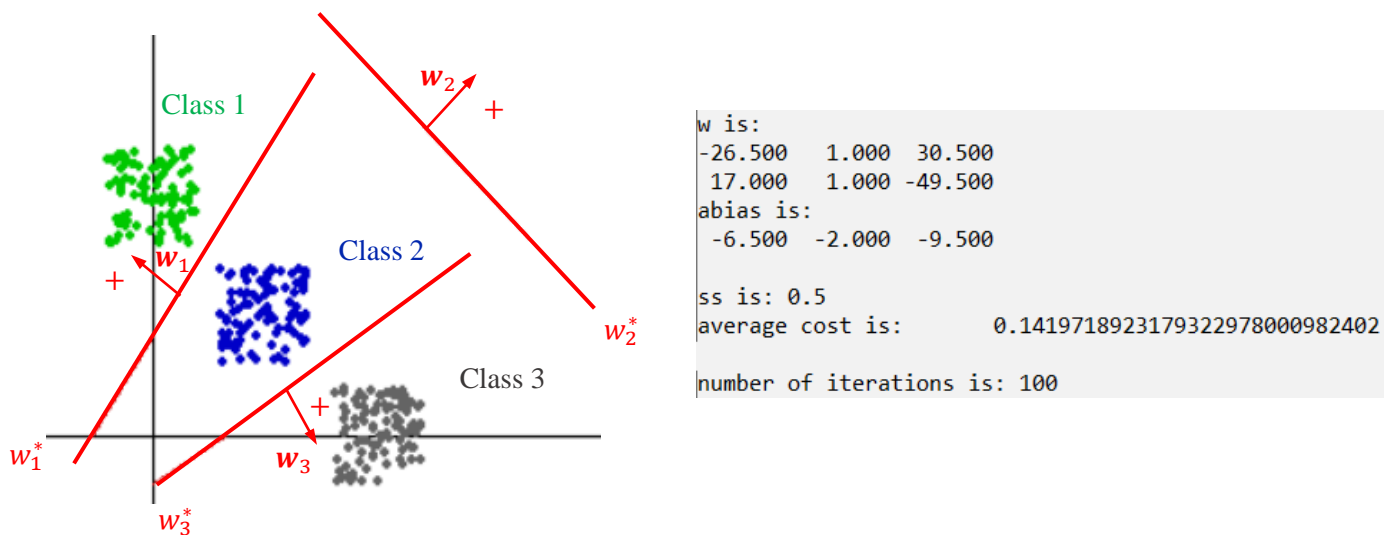 Class 1
w₂
+
w₁
+
Class 2
w₂*
Class 3
+
w₃
w₁*
w₃*
w is:
-26.500 1.000 30.500
17.000 1.000 -49.500
abias is:
-6.500 -2.000 -9.500
ss is: 0.5
average cost is: 0.1419718923179322978000982402
number of iterations is: 100